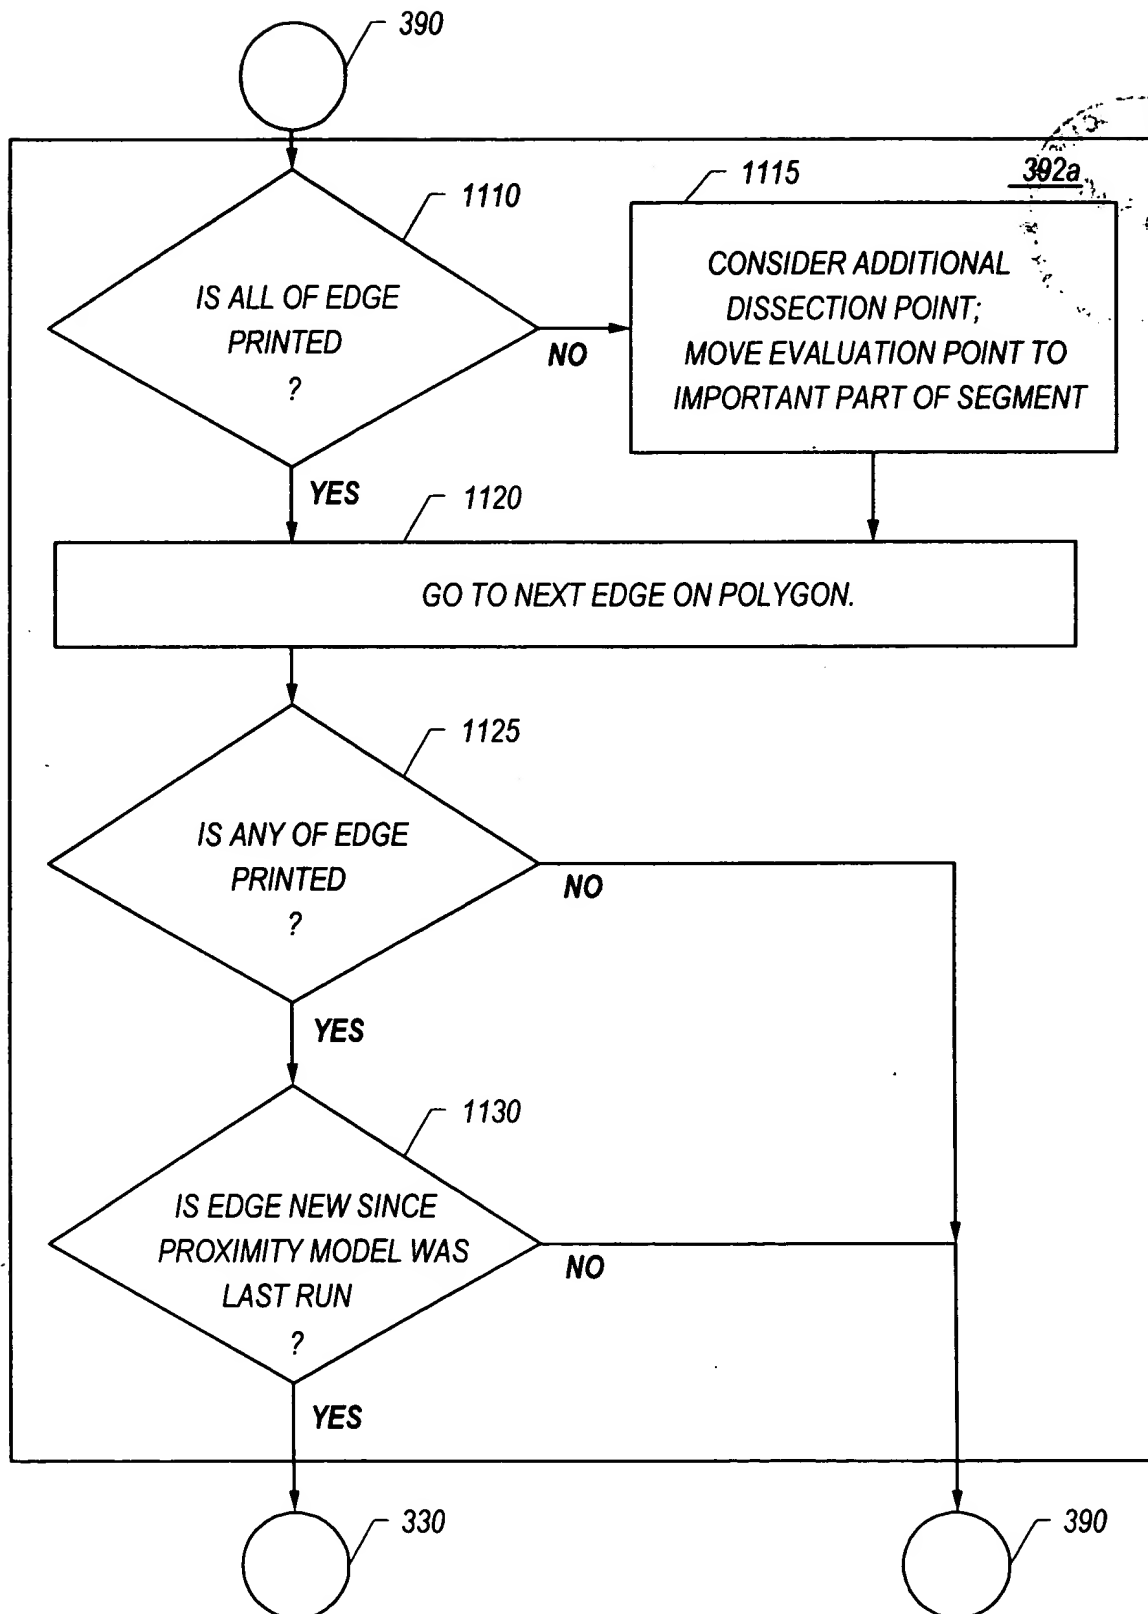 390
1110
1115
302a
IS ALL OF EDGE
PRINTED
?
CONSIDER ADDITIONAL
DISSECTION POINT;
MOVE EVALUATION POINT TO
IMPORTANT PART OF SEGMENT
NO
YES
1120
GO TO NEXT EDGE ON POLYGON.
1125
IS ANY OF EDGE
PRINTED
?
NO
YES
1130
IS EDGE NEW SINCE
PROXIMITY MODEL WAS
LAST RUN
?
NO
YES
330
390